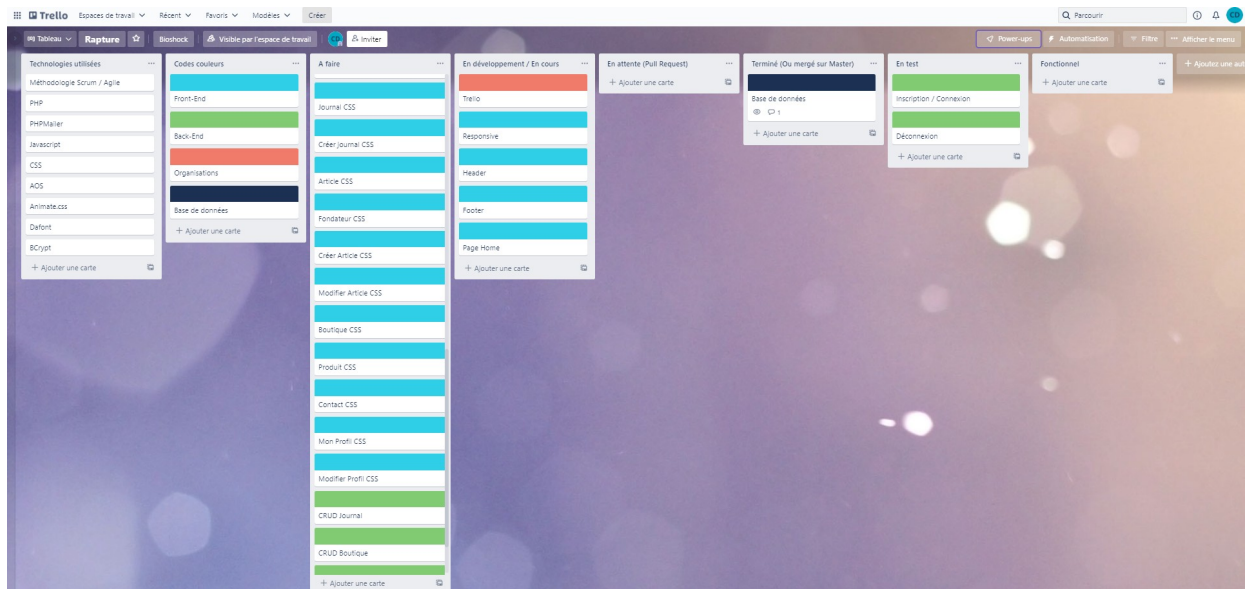 Trello Espaces de travail Récent Favoris Modèles Créer Parcourir CD
Tableau Rapture Bioshock Visible par l'espace de travail CD Inviter Power-ups Automatisation Filtre Afficher le menu
Technologies utilisées
Méthodologie Scrum / Agile
PHP
PHPMailer
Javascript
CSS
AOS
Animate.css
Dafont
BCrypt
+ Ajouter une carte
Codes couleurs
Front-End
Back-End
Organisations
Base de données
+ Ajouter une carte
A faire
Journal CSS
Créer journal CSS
Article CSS
Fondateur CSS
Créer Article CSS
Modifier Article CSS
Boutique CSS
Produit CSS
Contact CSS
Mon Profil CSS
Modifier Profil CSS
CRUD Journal
CRUD Boutique
+ Ajouter une carte
En développement / En cours
Trello
Responsive
Header
Footer
Page Home
+ Ajouter une carte
En attente (Pull Request)
+ Ajouter une carte
Terminé (Ou mergé sur Master)
Base de données
1
+ Ajouter une carte
En test
Inscription / Connexion
Déconnexion
+ Ajouter une carte
Fonctionnel
+ Ajouter une carte
+ Ajoutez une aut